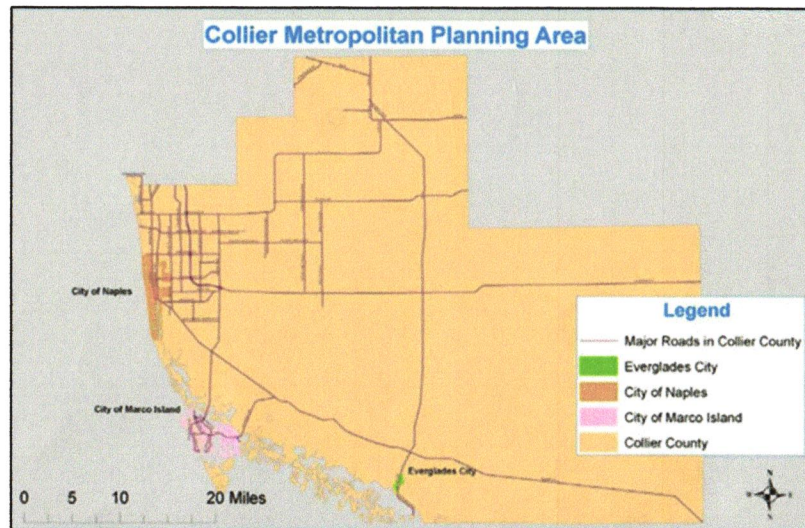 Collier Metropolitan Planning Area
City of Naples
City of Marco Island
Everglades City
Legend
Major Roads in Collier County
Everglades City
City of Naples
City of Marco Island
Collier County
0 5 10 20 Miles
N